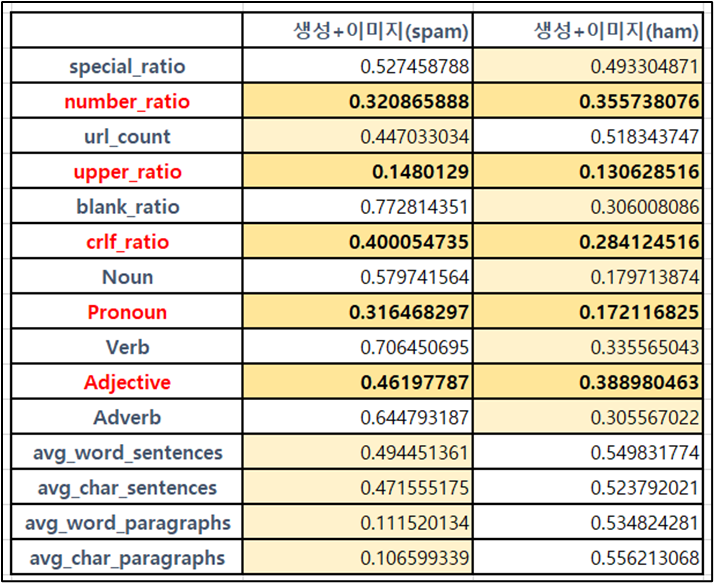 생성+이미지(spam) 생성+이미지(ham)
special_ratio 0.527458788 0.493304871
number_ratio 0.320865888 0.355738076
url_count 0.447033034 0.518343747
upper_ratio 0.1480129 0.130628516
blank_ratio 0.772814351 0.306008086
crlf_ratio 0.400054735 0.284124516
Noun 0.579741564 0.179713874
Pronoun 0.316468297 0.172116825
Verb 0.706450695 0.335565043
Adjective 0.46197787 0.388980463
Adverb 0.644793187 0.305567022
avg_word_sentences 0.494451361 0.549831774
avg_char_sentences 0.471555175 0.523792021
avg_word_paragraphs 0.111520134 0.534824281
avg_char_paragraphs 0.106599339 0.556213068